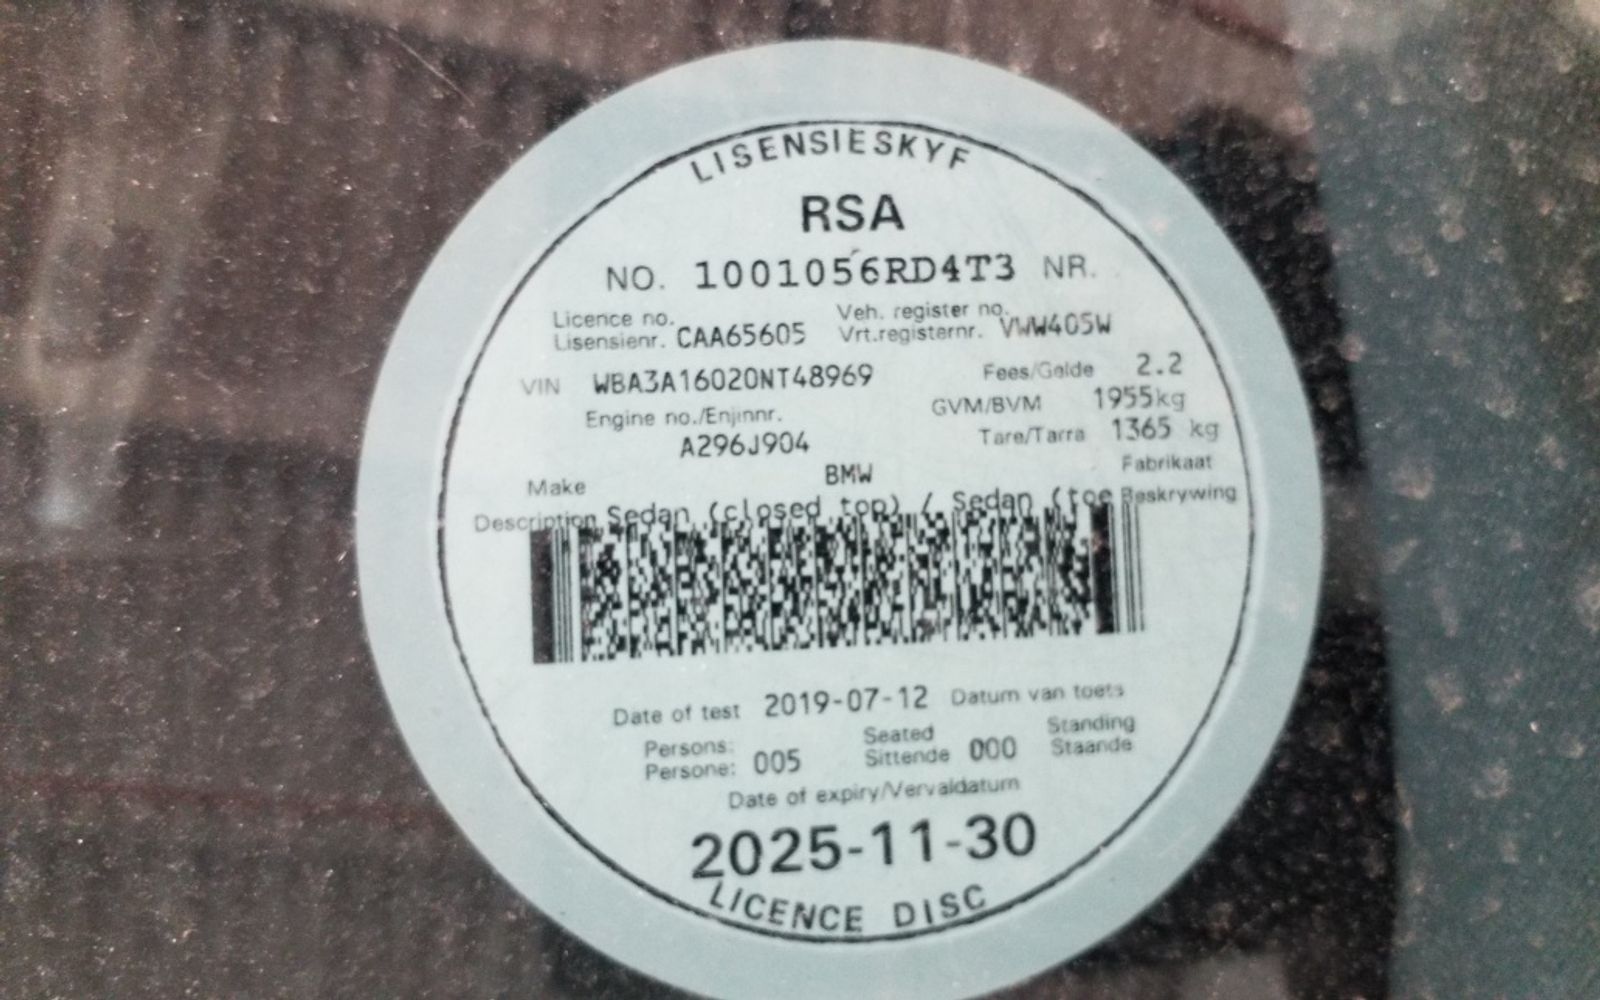 LISENSIESKYF
RSA
NO. 1001056RD4T3 NR.
Licence no. Veh. register no.
Lisensienr. CAA65605 Vrt.registernr. VWW405W
VIN WBA3A16020NT48969 Fees/Gelde 2.2
Engine no./Enjinnr. GVM/BVM 1955kg
A296J904 Tare/Tarra 1365 kg
Make BMW Fabrikaat
Description Sedan (closed top) / Sedan (toe Beskrywing
Date of test 2019-07-12 Datum van toets
Persons: Seated Standing
Persone: 005 Sittende 000 Staande
Date of expiry/Vervaldatum
2025-11-30
LICENCE DISC